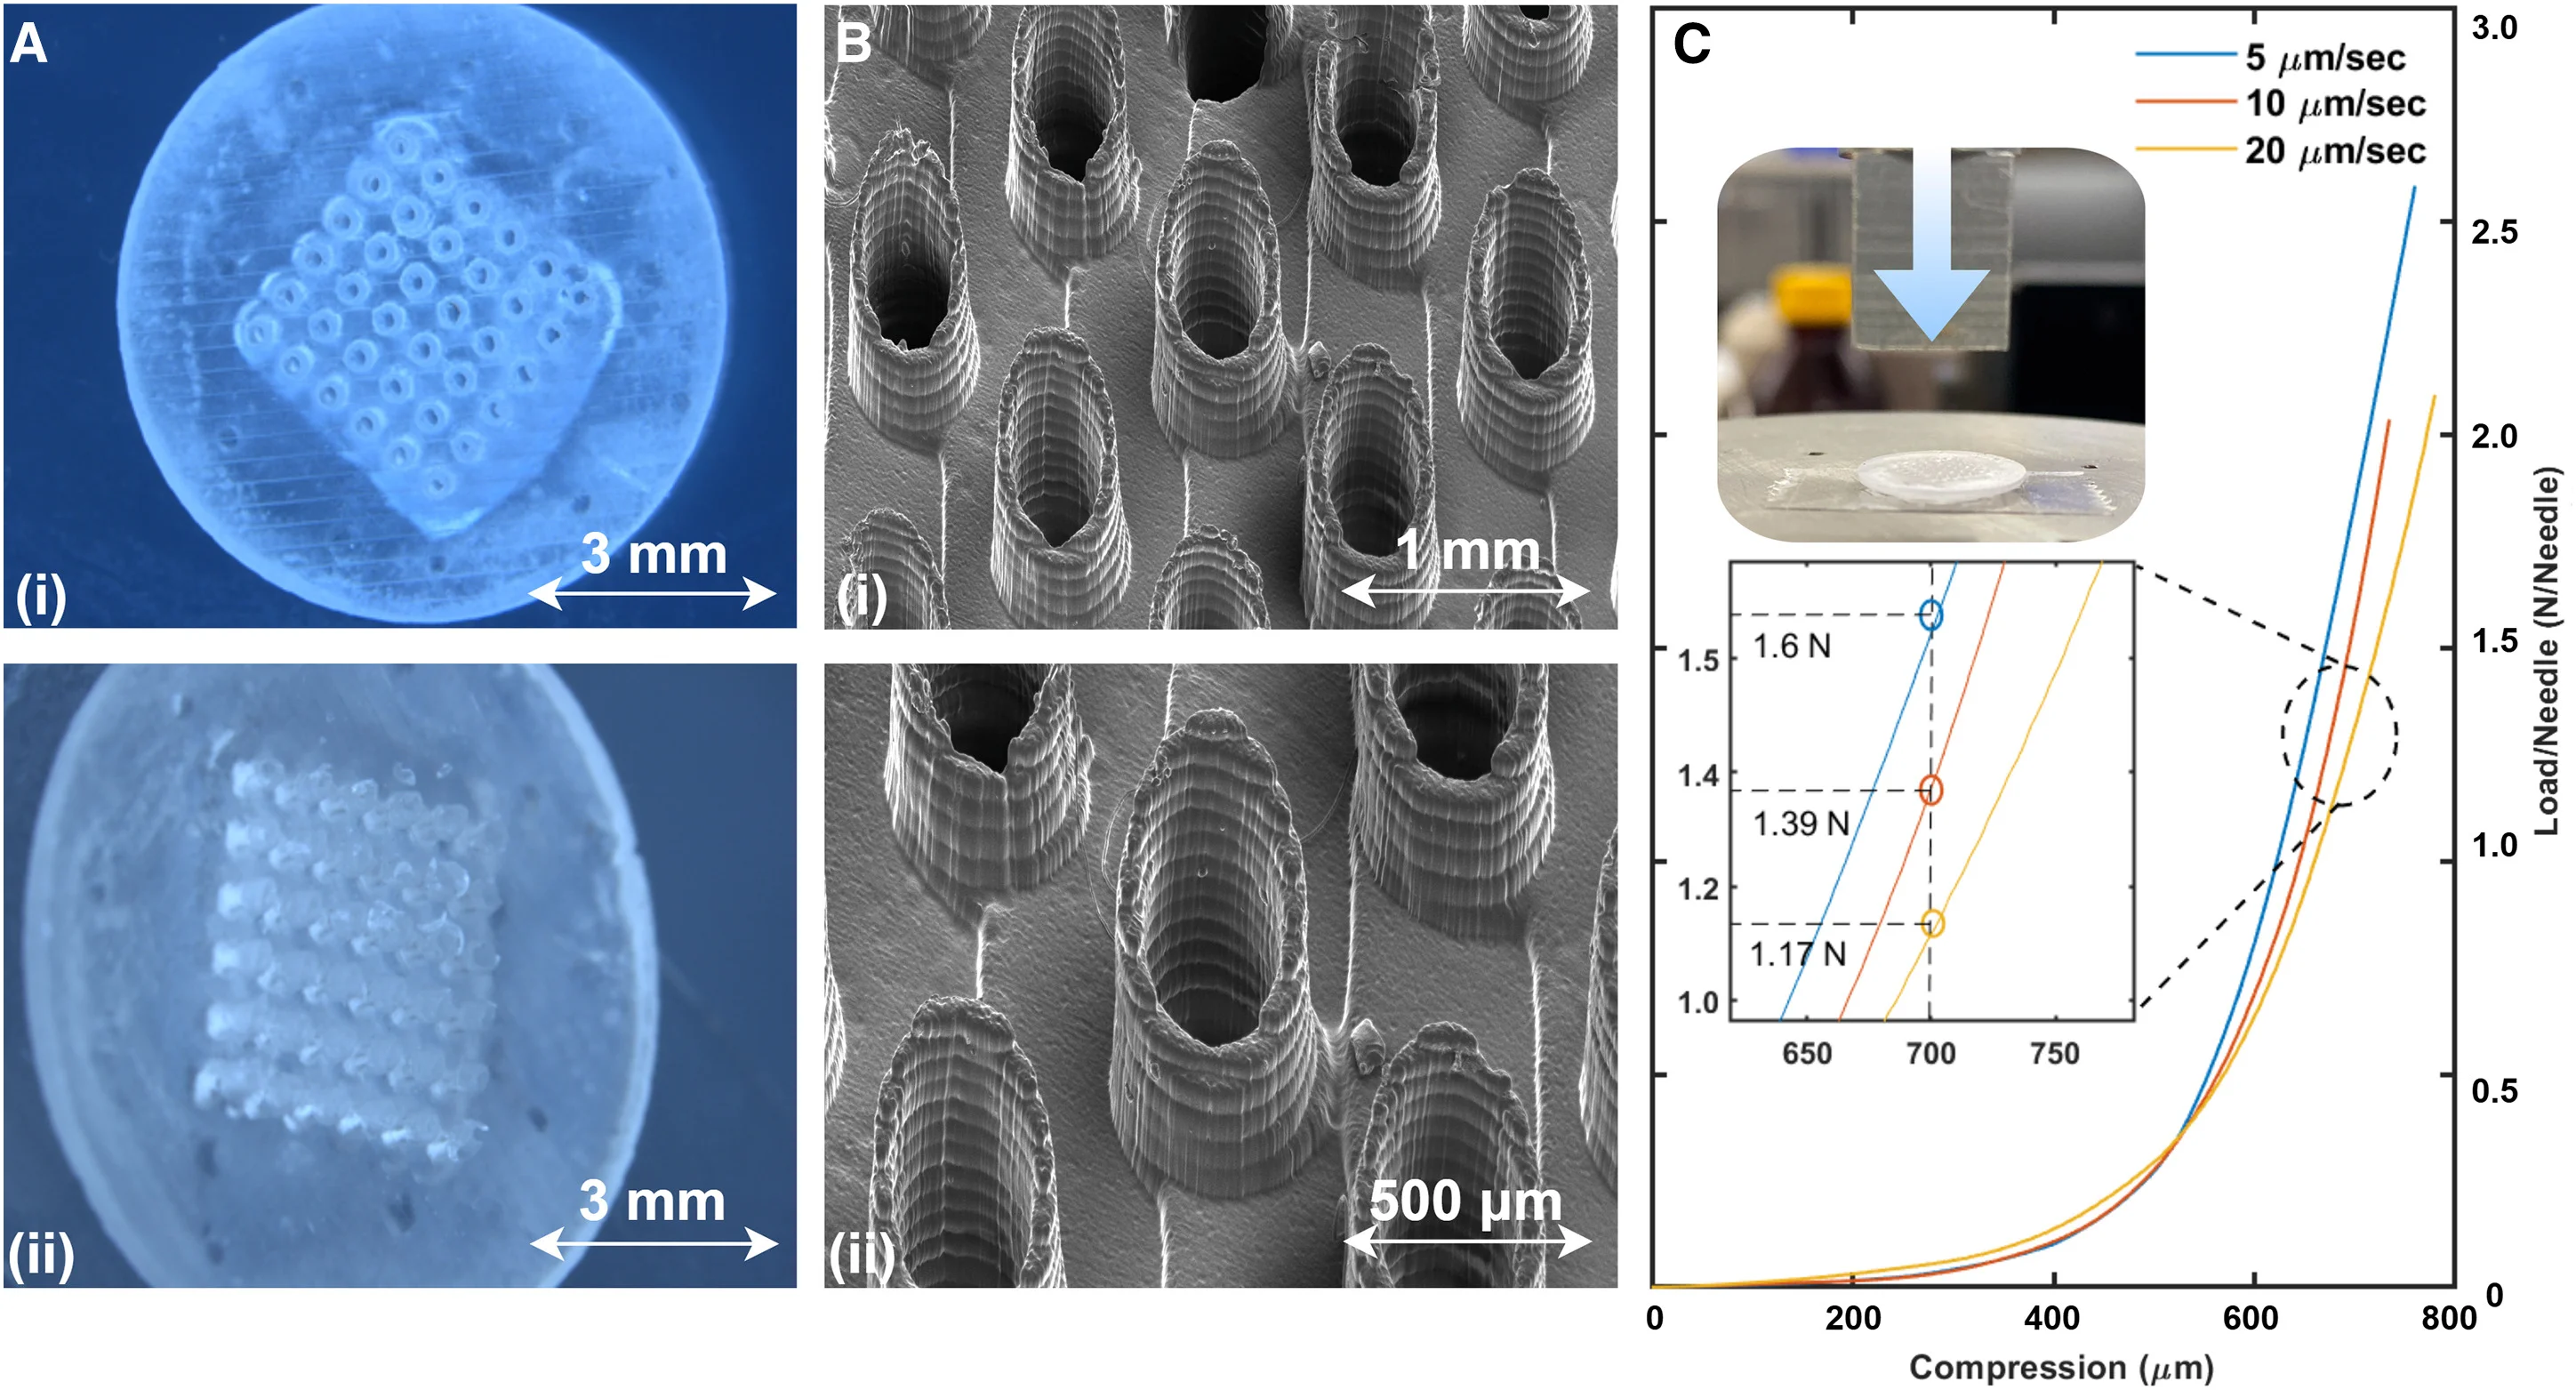 A
(i)
3 mm
(ii)
3 mm
B
(i)
1 mm
(ii)
500 µm
C
5 µm/sec
10 µm/sec
20 µm/sec
3.0
2.5
2.0
1.5
1.0
0.5
0
Load/Needle (N/Needle)
1.5
1.4
1.2
1.0
1.6 N
1.39 N
1.17 N
650 700 750
0 200 400 600 800
Compression (µm)